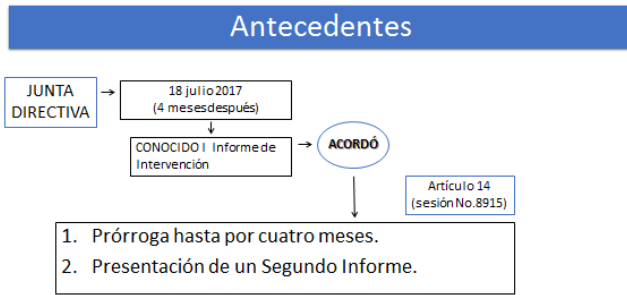 Antecedentes
JUNTA
DIRECTIVA
18 julio 2017
(4 meses después)
CONOCIDO I Informe de
Intervención
ACORDÓ
Artículo 14
(sesión No.8915)
1. Prórroga hasta por cuatro meses.
2. Presentación de un Segundo Informe.